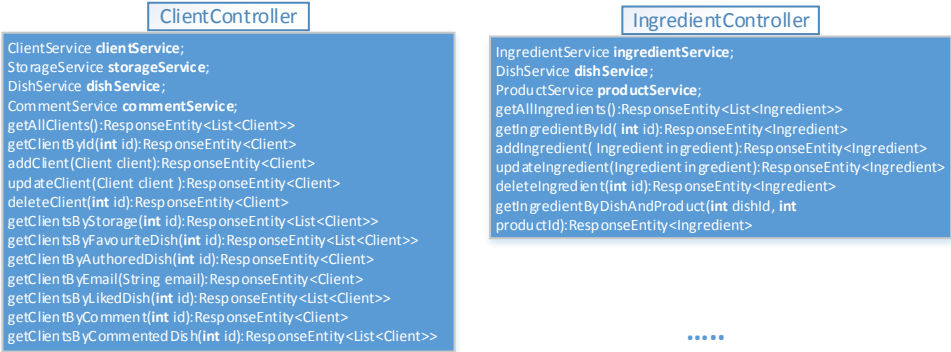 ClientController
ClientService clientService;
StorageService storageService;
DishService dishService;
CommentService commentService;
getAllClients():ResponseEntity<List<Client>>
getClientById(int id):ResponseEntity<Client>
addClient(Client client):ResponseEntity<Client>
updateClient(Client client ):ResponseEntity<Client>
deleteClient(int id):ResponseEntity<Client>
getClientsByStorage(int id):ResponseEntity<List<Client>>
getClientsByFavouriteDish(int id):ResponseEntity<List<Client>>
getClientByAuthoredDish(int id):ResponseEntity<Client>
getClientByEmail(String email):ResponseEntity<Client>
getClientsByLikedDish(int id):ResponseEntity<List<Client>>
getClientByComment(int id):ResponseEntity<Client>
getClientsByCommentedDish(int id):ResponseEntity<List<Client>>
IngredientController
IngredientService ingredientService;
DishService dishService;
ProductService productService;
getAllIngredients():ResponseEntity<List<Ingredient>>
getIngredientById( int id):ResponseEntity<Ingredient>
addIngredient( Ingredient ingredient):ResponseEntity<Ingredient>
updateIngredient(Ingredient ingredient):ResponseEntity<Ingredient>
deleteIngredient(int id):ResponseEntity<Ingredient>
getIngredientByDishAndProduct(int dishId, int
productId):ResponseEntity<Ingredient>
.....